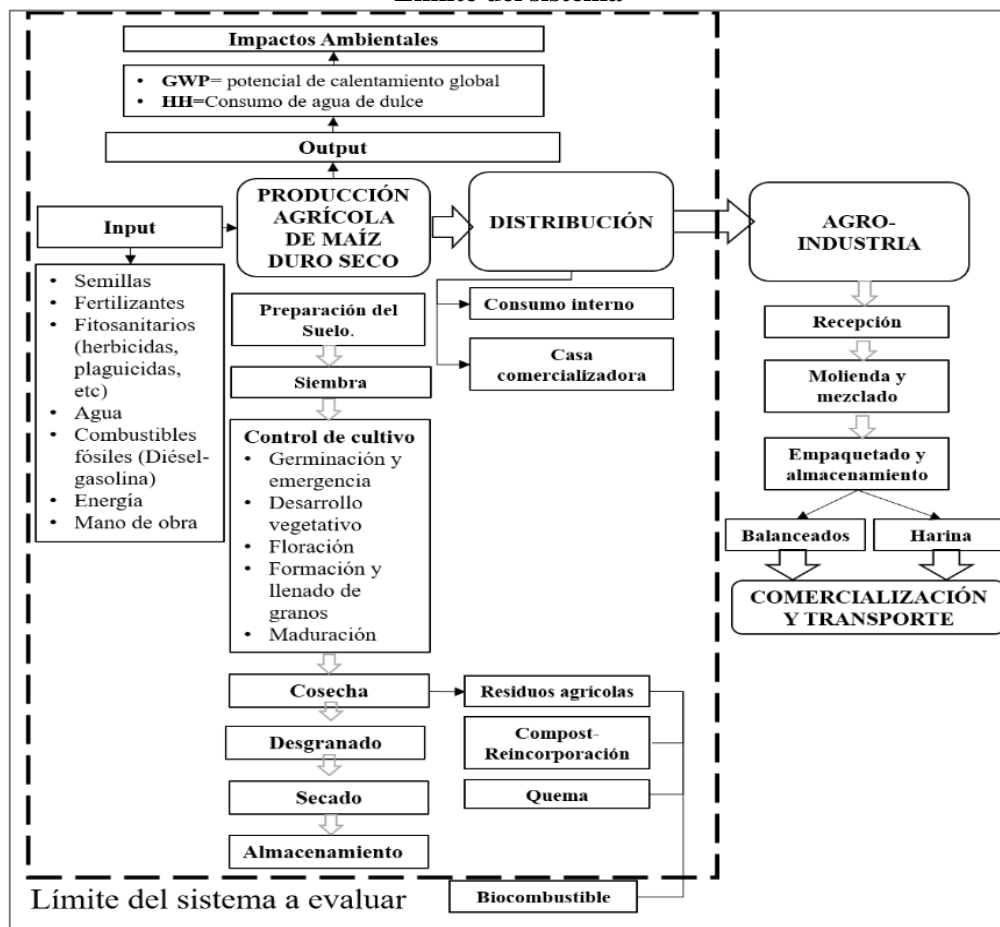 Límite del sistema
Impactos Ambientales
• GWP= potencial de calentamiento global
• HH=Consumo de agua de dulce
Output
Input
PRODUCCIÓN
AGRÍCOLA
DE MAÍZ
DURO SECO
DISTRIBUCIÓN
AGRO-
INDUSTRIA
• Semillas
• Fertilizantes
• Fitosanitarios
(herbicidas,
plaguicidas,
etc)
• Agua
• Combustibles
fósiles (Diésel-
gasolina)
• Energía
• Mano de obra
Preparación del
Suelo.
Siembra
Control de cultivo
• Germinación y
emergencia
• Desarrollo
vegetativo
• Floración
• Formación y
llenado de
granos
• Maduración
Cosecha
Desgranado
Secado
Almacenamiento
Consumo interno
Casa
comercializadora
Residuos agrícolas
Compost-
Reincorporación
Quema
Biocombustible
Recepción
Molienda y
mezclado
Empaquetado y
almacenamiento
Balanceados
Harina
COMERCIALIZACIÓN
Y TRANSPORTE
Límite del sistema a evaluar